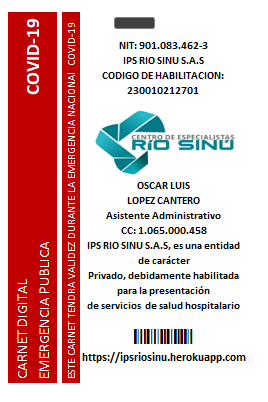 COVID-19
CARNET DIGITAL
EMERGENCIA PUBLICA
ESTE CARNET TENDRA VALIDEZ DURANTE LA EMERGENCIA NACIONAL COVID-19
NIT: 901.083.462-3
IPS RIO SINU S.A.S
CODIGO DE HABILITACION:
230010212701
CENTRO DE ESPECIALISTAS
RIO SINU
OSCAR LUIS
LOPEZ CANTERO
Asistente Administrativo
CC: 1.065.000.458
IPS RIO SINU S.A.S, es una entidad
de carácter
Privado, debidamente habilitada
para la presentación
de servicios de salud hospitalario
https://ipsriosinu.herokuapp.com